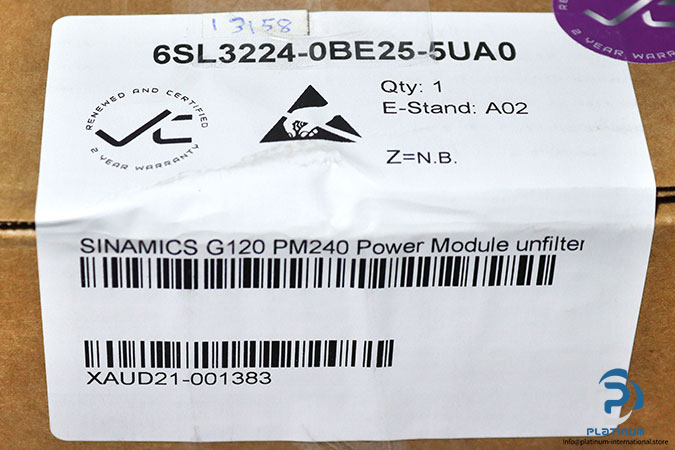 13158
6SL3224-0BE25-5UA0
Qty: 1
E-Stand: A02
Z=N.B.
RENEWED AND CERTIFIED
2 YEAR WARRANTY
2 YEAR WARRANTY
SINAMICS G120 PM240 Power Module unfilter
XAUD21-001383
PLATINUM
info@platinum-international.store